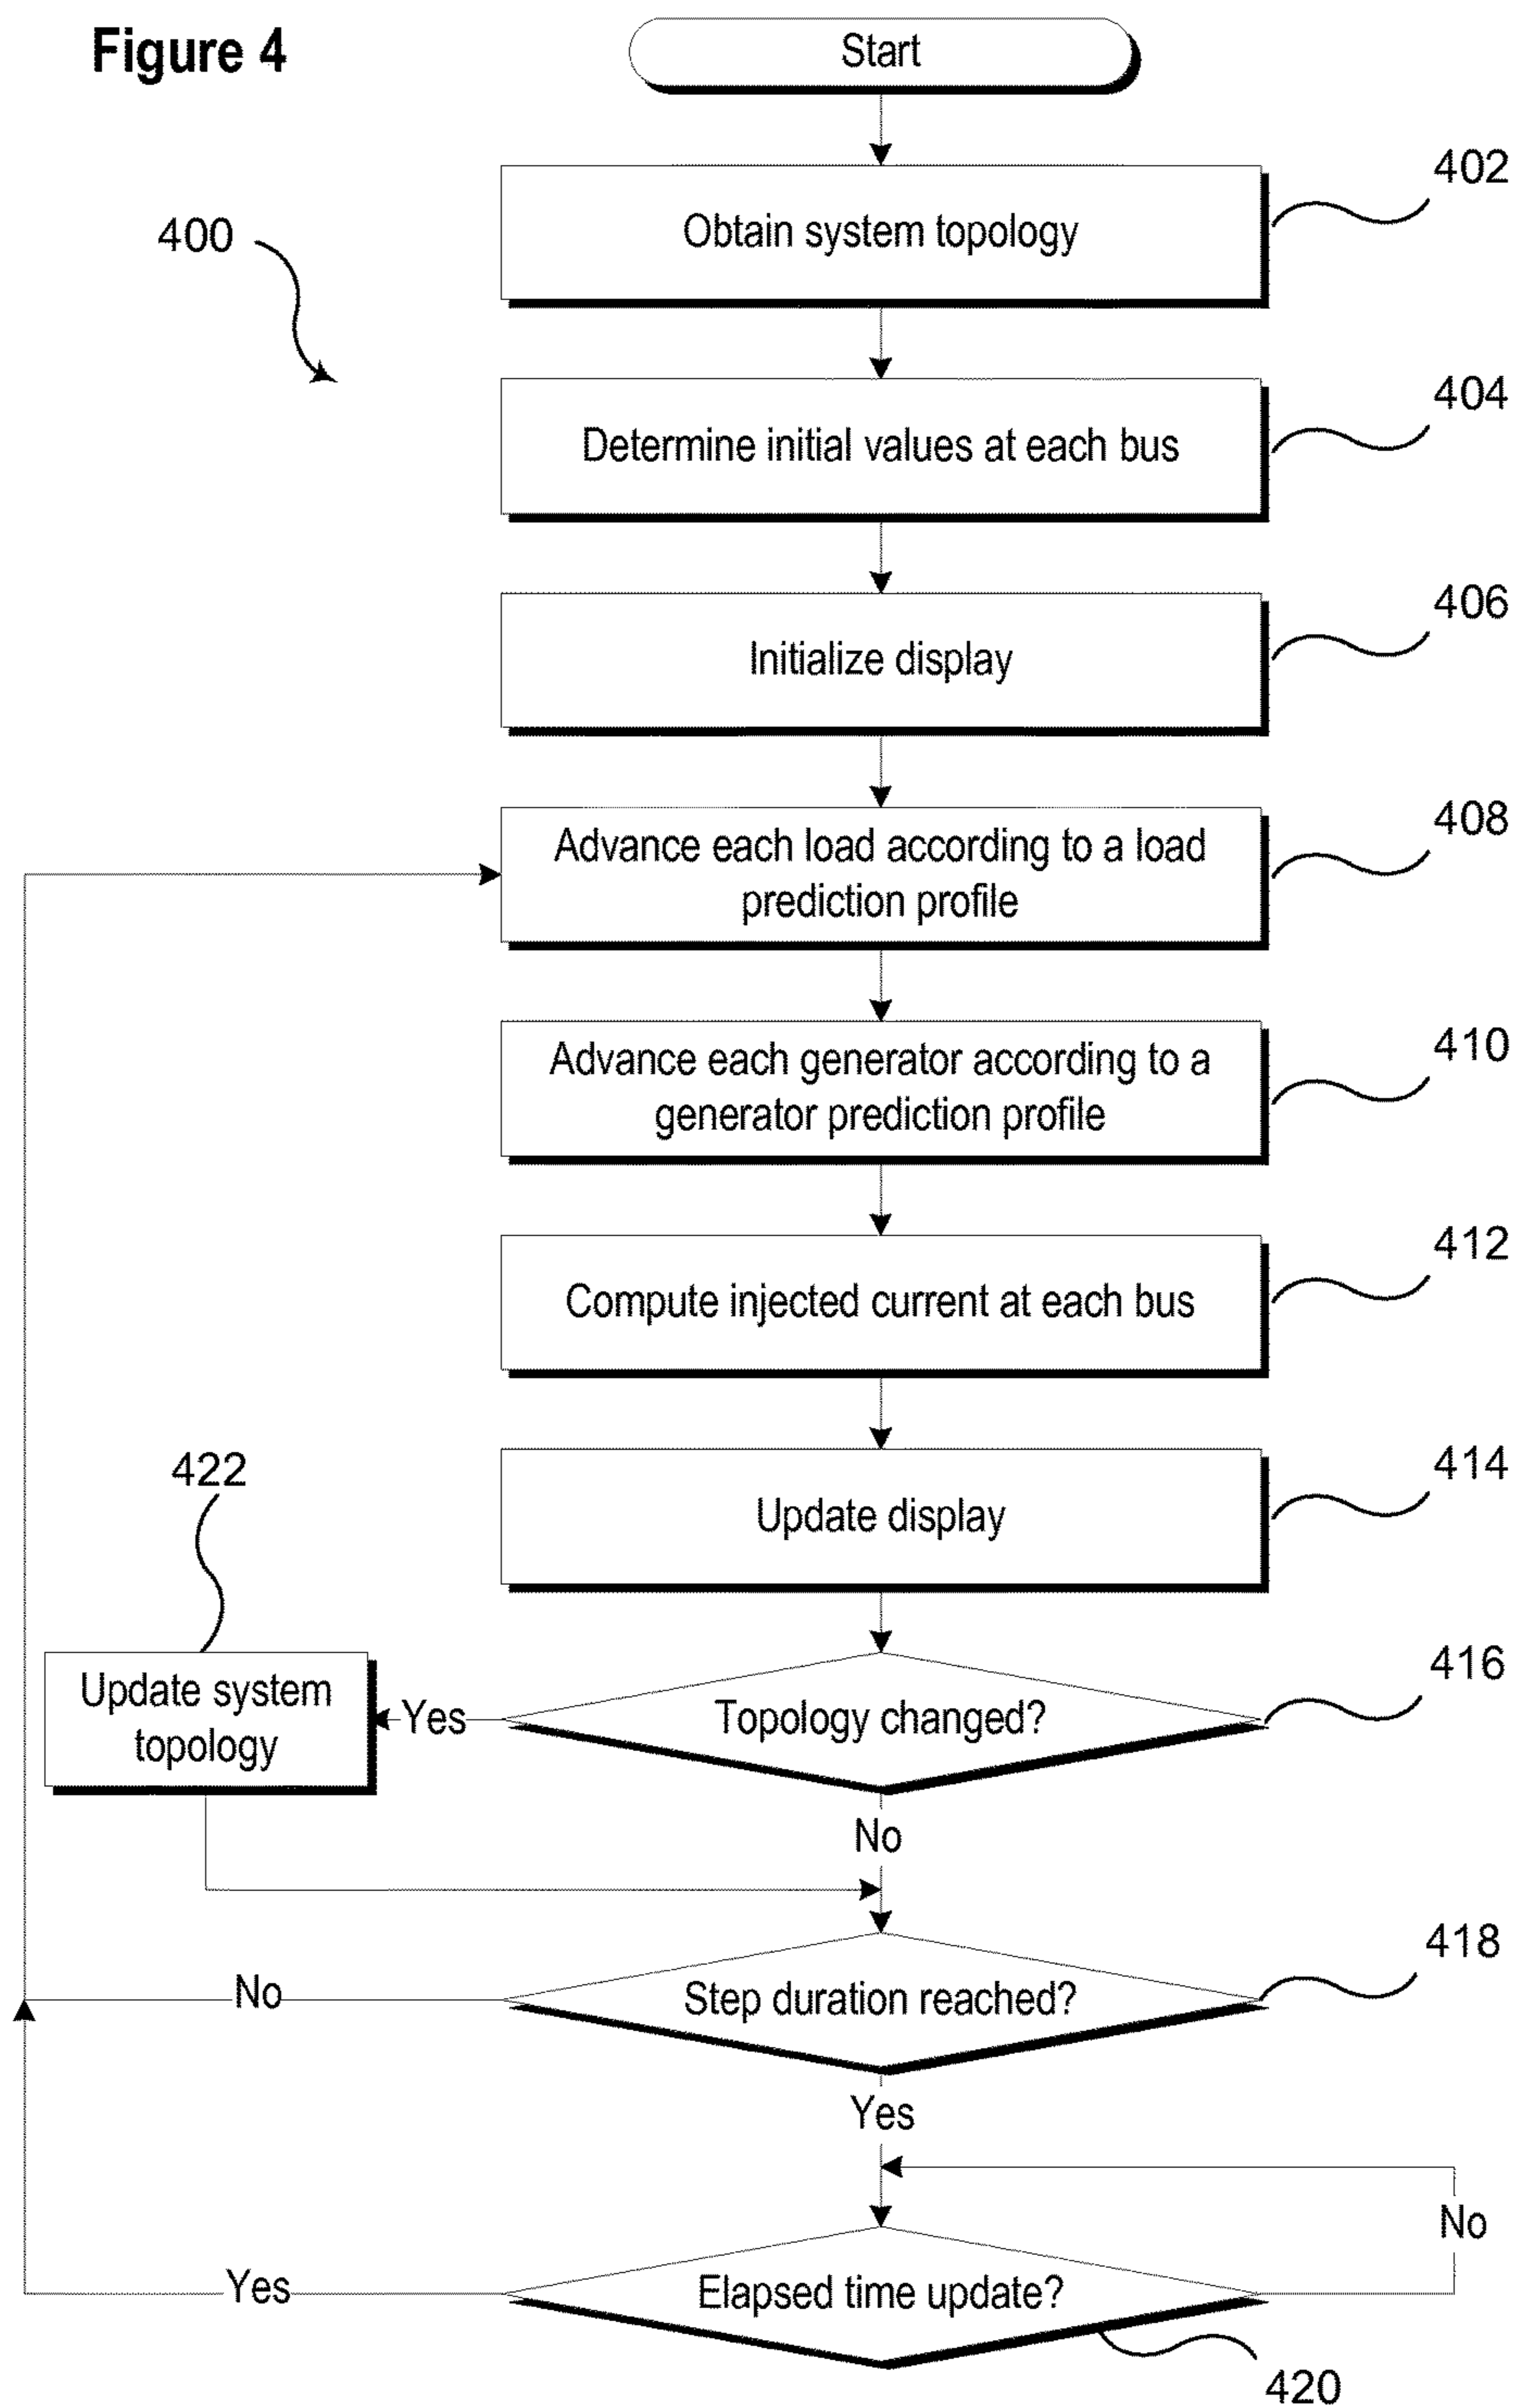 Figure 4
Start
402
Obtain system topology
400
404
Determine initial values at each bus
406
Initialize display
408
Advance each load according to a load
prediction profile
410
Advance each generator according to a
generator prediction profile
412
Compute injected current at each bus
414
Update display
422
416
Update system
topology
Yes
Topology changed?
No
418
No
Step duration reached?
Yes
No
Yes
Elapsed time update?
420